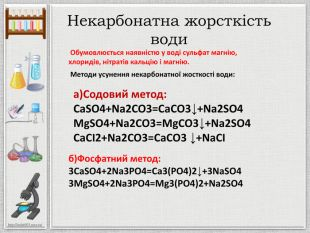 Некарбонатна жорсткість
води
Обумовлюється наявністю у воді сульфат магнію,
хлоридів, нітратів кальцію і магнію.
Методи усунення некарбонатної жосткості води:
а)Содовий метод:
CaSO4+Na2CO3=CaCO3↓+Na2SO4
MgSO4+Na2CO3=MgCO3↓+Na2SO4
CaCl2+Na2CO3=CaCO3 ↓+NaCl
б)Фосфатний метод:
3CaSO4+2Na3PO4=Ca3(PO4)2↓+3NaSO4
3MgSO4+2Na3PO4=Mg3(PO4)2+Na2SO4